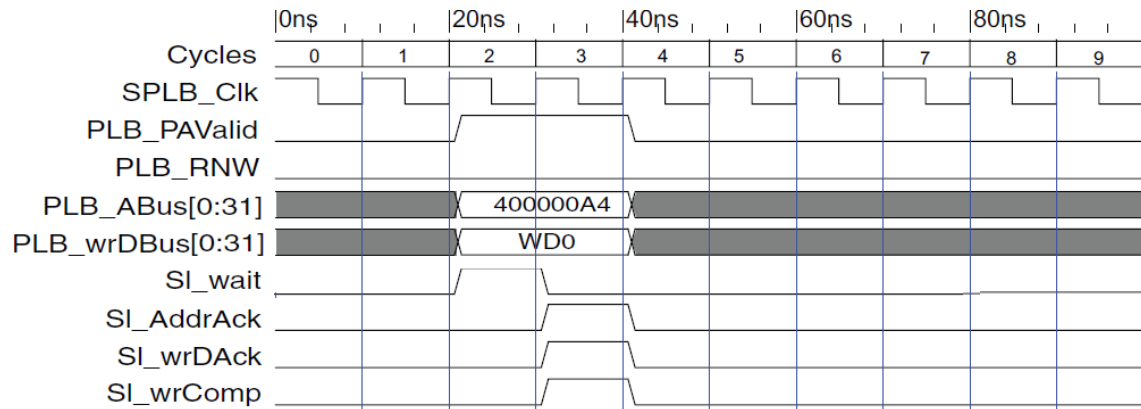 0ns 20ns 40ns 60ns 80ns
Cycles 0 1 2 3 4 5 6 7 8 9
SPLB_Clk
PLB_PAValid
PLB_RNW
PLB_ABus[0:31] 400000A4
PLB_wrDBus[0:31] WD0
Sl_wait
Sl_AddrAck
Sl_wrDAck
Sl_wrComp